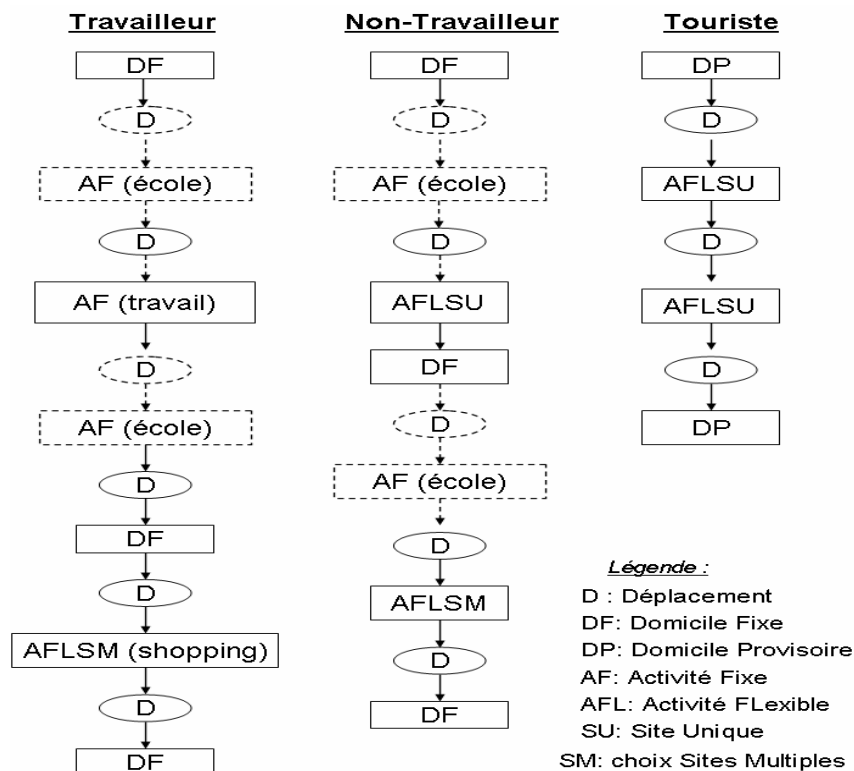 Travailleur
DF
D
AF (école)
D
AF (travail)
D
AF (école)
D
DF
D
AFLSM (shopping)
D
DF
Non-Travailleur
DF
D
AF (école)
D
AFLSU
DF
D
AF (école)
D
AFLSM
D
DF
Touriste
DP
D
AFLSU
D
AFLSU
D
DP
Légende :
D : Déplacement
DF: Domicile Fixe
DP: Domicile Provisoire
AF: Activité Fixe
AFL: Activité FLexible
SU: Site Unique
SM: choix Sites Multiples